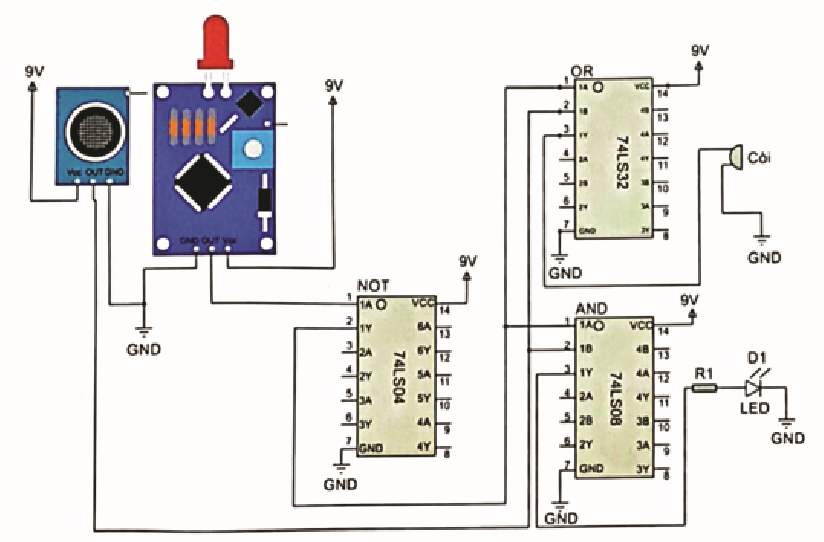 9V
Vcc OUT GND
GND OUT Vcc
9V
GND
NOT
9V
1 1A VCC 14
2 1Y 6A 13
3 2A 6Y 12
4 2Y 5A 11
5 3A 5Y 10
6 3Y 4A 9
7 GND 4Y 8
74LS04
GND
OR
9V
1 1A VCC 14
2 1B 4B 13
3 1Y 4A 12
4 2A 4Y 11
5 2B 3B 10
6 2Y 3A 9
7 GND 3Y 8
74LS32
GND
Còi
GND
AND
9V
1 1A VCC 14
2 1B 4B 13
3 1Y 4A 12
4 2A 4Y 11
5 2B 3B 10
6 2Y 3A 9
7 GND 3Y 8
74LS08
GND
R1
D1
LED
GND